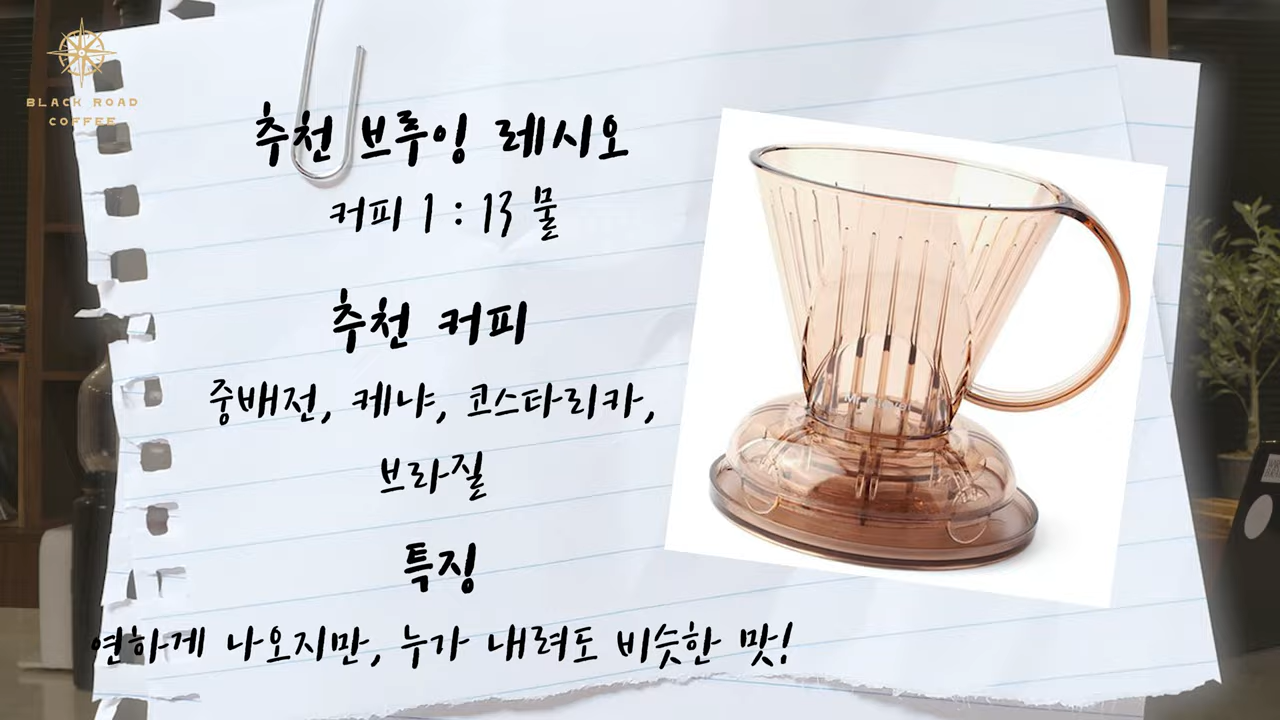 BLACK ROAD
COFFEE
추천 브루잉 레시오
커피 1 : 13 물
추천 커피
중배전, 케냐, 코스타리카,
브라질
특징
연하게 나오지만, 누가 내려도 비슷한 맛!